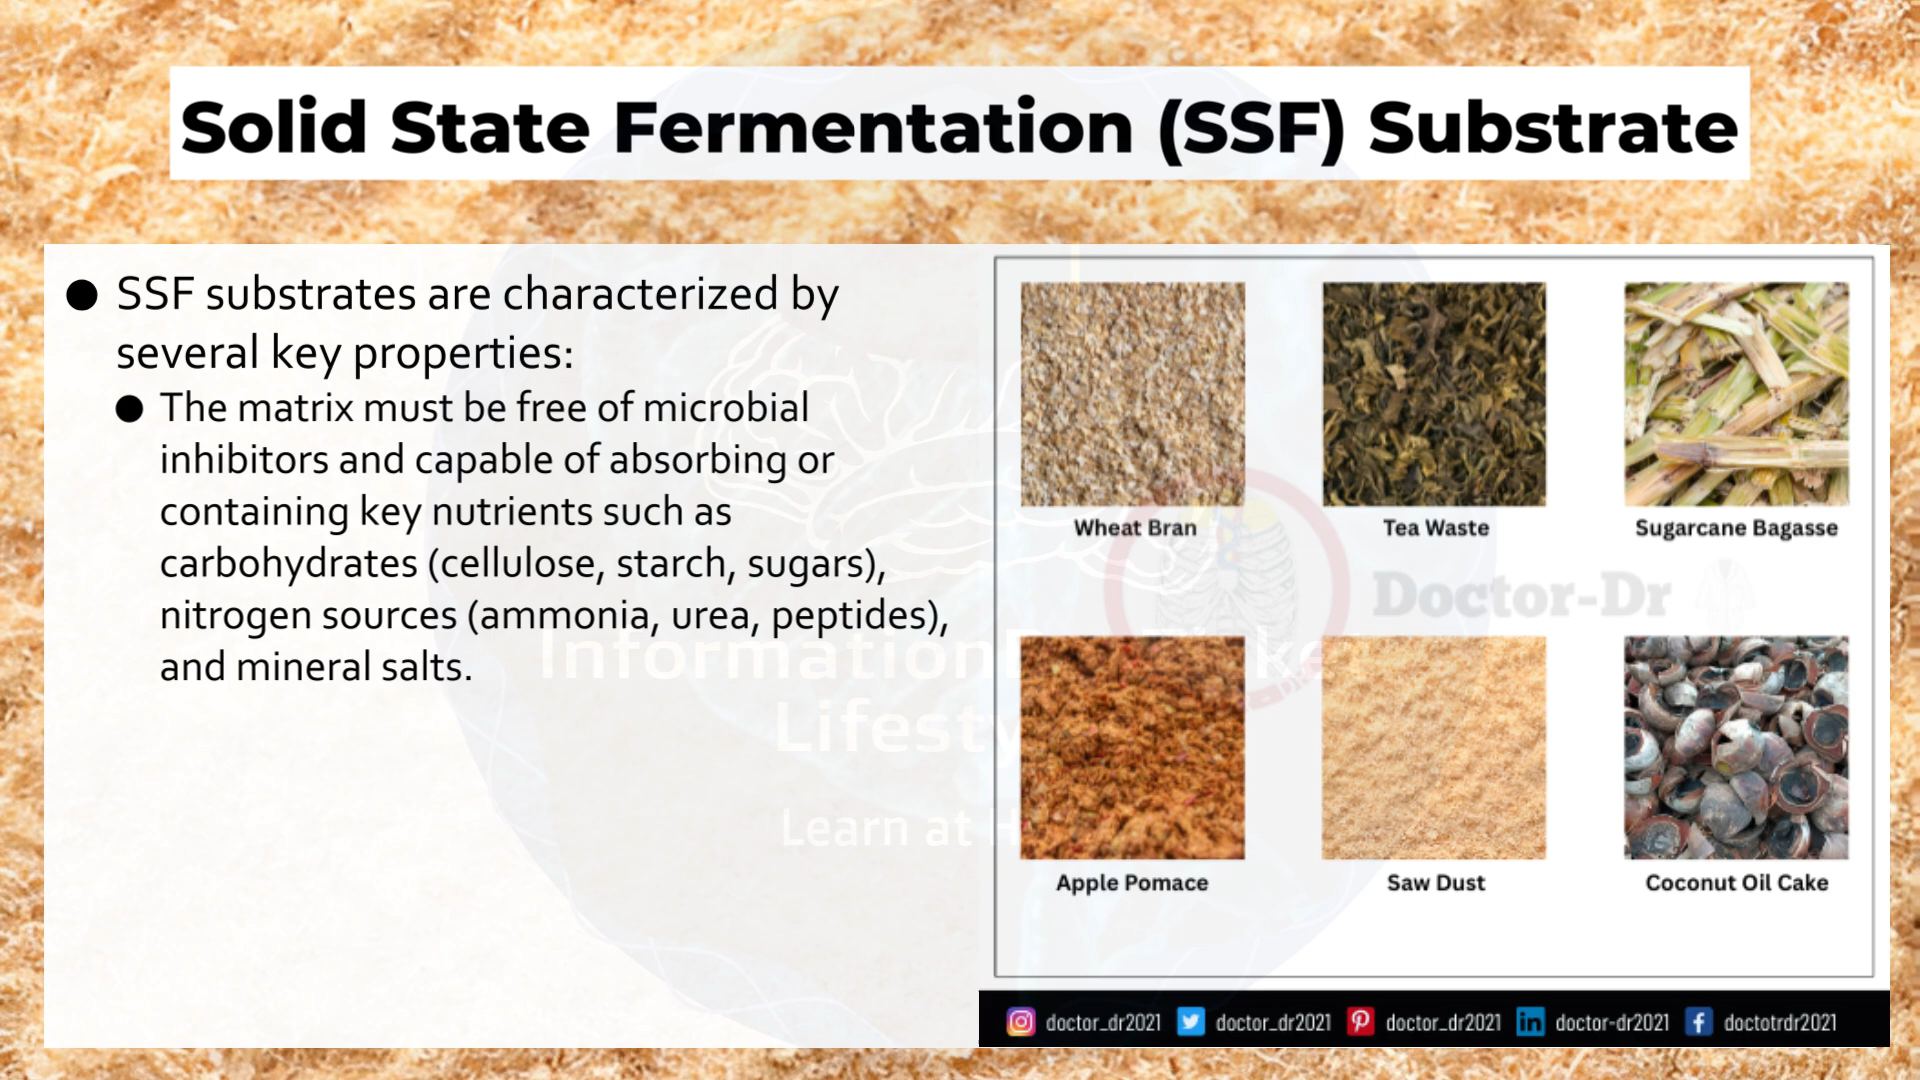 Solid State Fermentation (SSF) Substrate
● SSF substrates are characterized by
several key properties:
● The matrix must be free of microbial
inhibitors and capable of absorbing or
containing key nutrients such as
carbohydrates (cellulose, starch, sugars),
nitrogen sources (ammonia, urea, peptides),
and mineral salts.
Wheat Bran
Tea Waste
Sugarcane Bagasse
Doctor-Dr
Apple Pomace
Saw Dust
Coconut Oil Cake
Learn at
doctor_dr2021
doctor_dr2021
doctor_dr2021
doctor-dr2021
doctotrdr2021